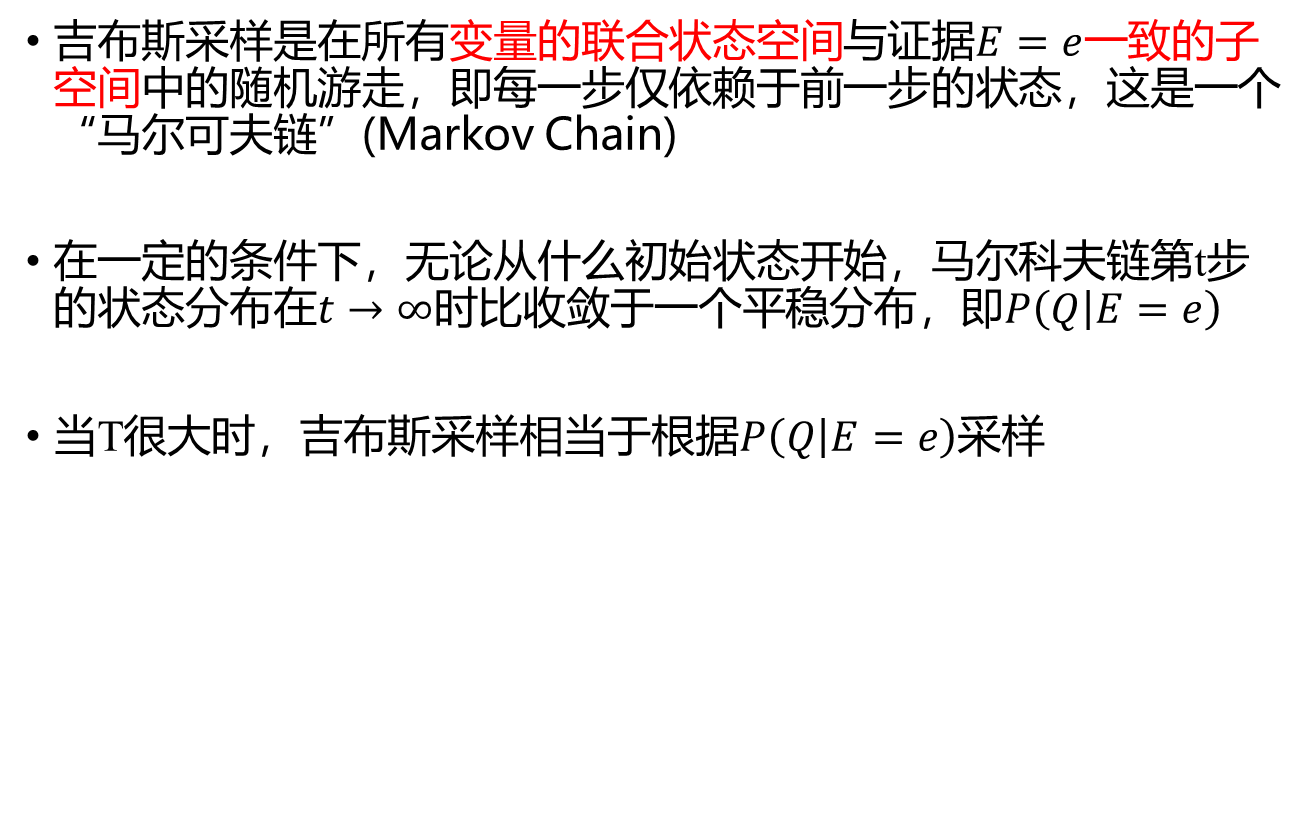 • 吉布斯采样是在所有变量的联合状态空间与证据𝐸 = 𝑒一致的子
空间中的随机游走，即每一步仅依赖于前一步的状态，这是一个
“马尔可夫链”(Markov Chain)
• 在一定的条件下，无论从什么初始状态开始，马尔科夫链第t步
的状态分布在𝑡 → ∞时比收敛于一个平稳分布，即𝑃(𝑄|𝐸 = 𝑒)
• 当T很大时，吉布斯采样相当于根据𝑃(𝑄|𝐸 = 𝑒)采样